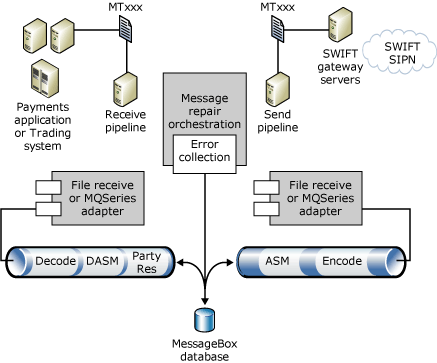 MTxxx
MTxxx
SWIFT
SIPN
SWIFT
gateway
servers
Payments
application
or Trading
system
Receive
pipeline
Message
repair
orchestration
Error
collection
Send
pipeline
File receive
or MQSeries
adapter
File receive
or MQSeries
adapter
Decode
DASM
Party
Res
ASM
Encode
MessageBox
database